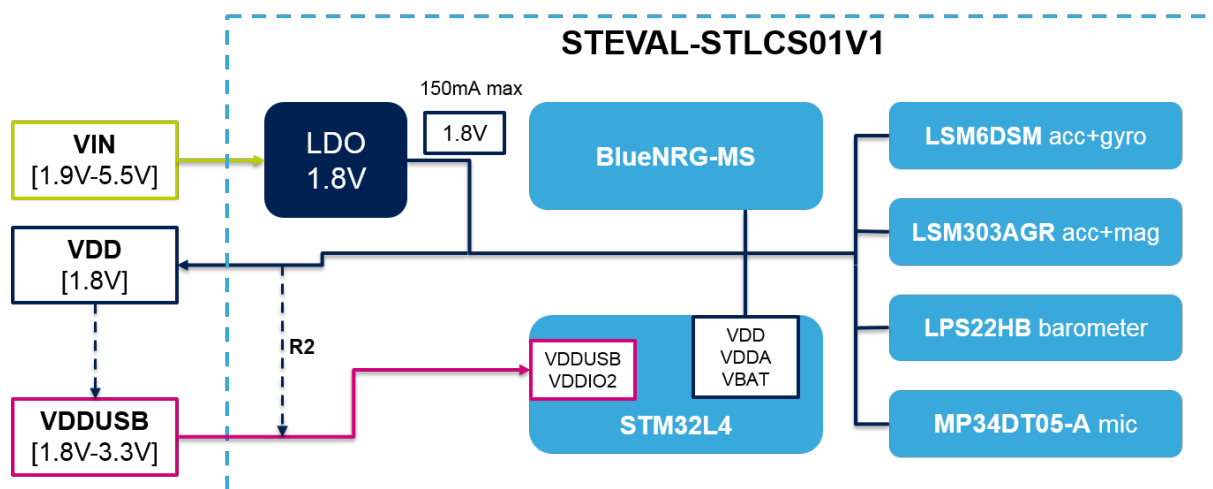 STEVAL-STLCS01V1
150mA max
1.8V
VIN
[1.9V-5.5V]
LDO
1.8V
BlueNRG-MS
LSM6DSM acc+gyro
VDD
[1.8V]
LSM303AGR acc+mag
R2
VDD
VDDA
VBAT
LPS22HB barometer
VDDUSB
VDDIO2
STM32L4
VDDUSB
[1.8V-3.3V]
MP34DT05-A mic